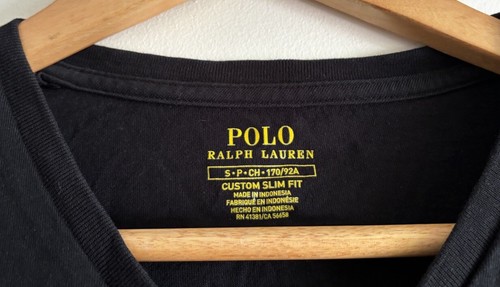 POLO
RALPH LAUREN
S•P•CH•170/92A
CUSTOM SLIM FIT
MADE IN INDONESIA
FABRIQUÉ EN INDONÉSIE
HECHO EN INDONESIA
RN 41381/CA 56656